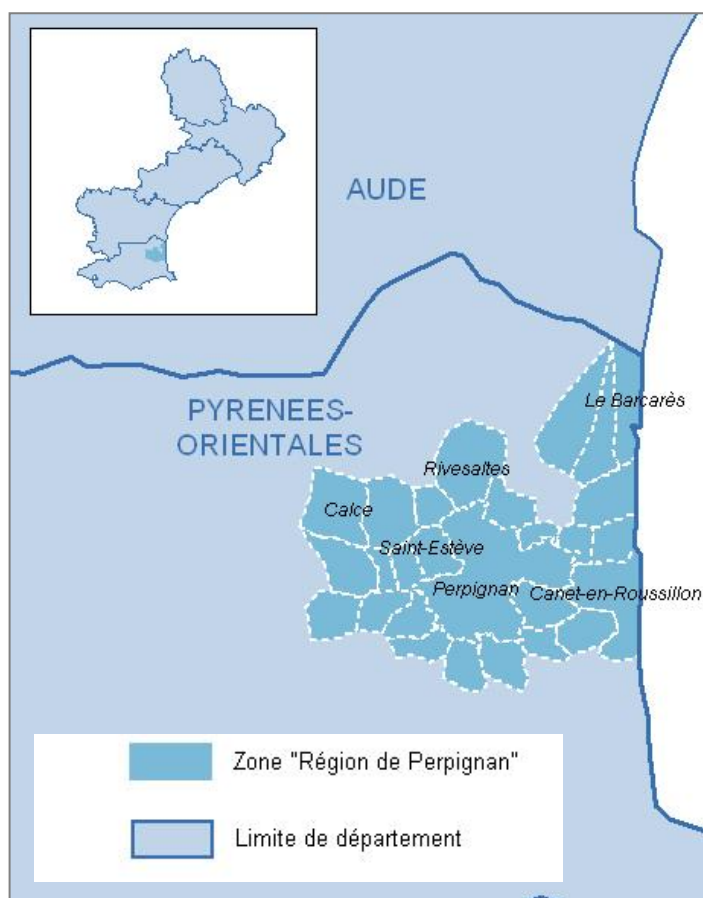 AUDE
PYRENEES-
ORIENTALES
Le Barcarès
Rivesaltes
Calce
Saint-Estève
Perpignan
Canet-en-Roussillon
Zone "Région de Perpignan"
Limite de département